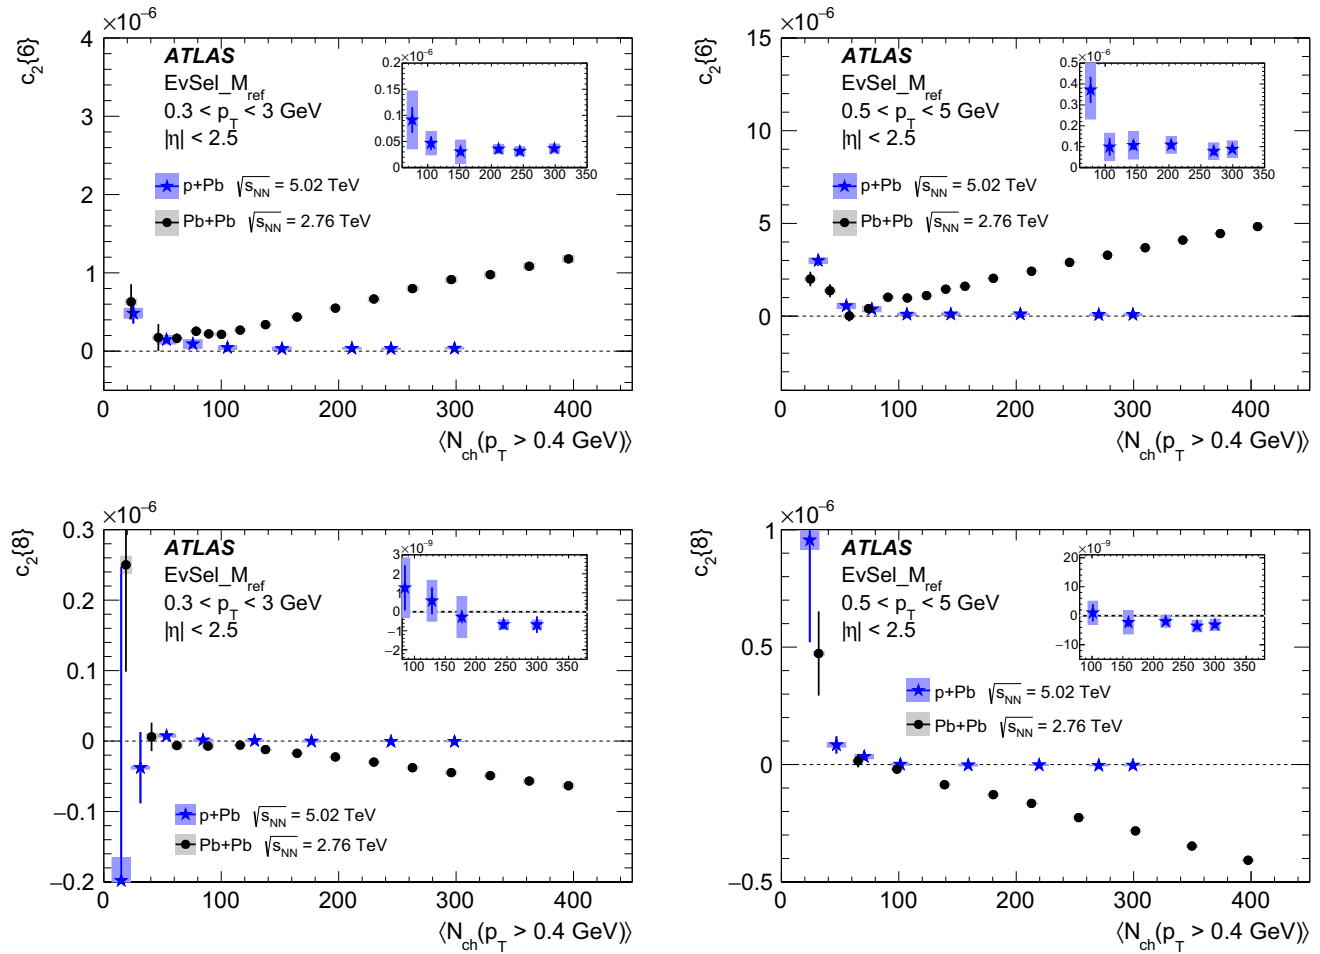 ×10⁻⁶
c₂{6}
ATLAS
EvSel_M_ref
0.3 < p_T < 3 GeV
|η| < 2.5
p+Pb √s_NN = 5.02 TeV
Pb+Pb √s_NN = 2.76 TeV
4
3
2
1
0
0 100 200 300 400
⟨N_ch(p_T > 0.4 GeV)⟩
×10⁻⁶
0.2
0.15
0.1
0.05
0
100 150 200 250 300 350
×10⁻⁶
c₂{6}
ATLAS
EvSel_M_ref
0.5 < p_T < 5 GeV
|η| < 2.5
p+Pb √s_NN = 5.02 TeV
Pb+Pb √s_NN = 2.76 TeV
15
10
5
0
0 100 200 300 400
⟨N_ch(p_T > 0.4 GeV)⟩
×10⁻⁶
0.5
0.4
0.3
0.2
0.1
0
100 150 200 250 300 350
×10⁻⁶
c₂{8}
ATLAS
EvSel_M_ref
0.3 < p_T < 3 GeV
|η| < 2.5
p+Pb √s_NN = 5.02 TeV
Pb+Pb √s_NN = 2.76 TeV
0.3
0.2
0.1
0
−0.1
−0.2
0 100 200 300 400
⟨N_ch(p_T > 0.4 GeV)⟩
×10⁻⁹
3
2
1
0
−1
−2
100 150 200 250 300 350
×10⁻⁶
c₂{8}
ATLAS
EvSel_M_ref
0.5 < p_T < 5 GeV
|η| < 2.5
p+Pb √s_NN = 5.02 TeV
Pb+Pb √s_NN = 2.76 TeV
1
0.5
0
−0.5
0 100 200 300 400
⟨N_ch(p_T > 0.4 GeV)⟩
×10⁻⁹
20
10
0
−10
100 150 200 250 300 350